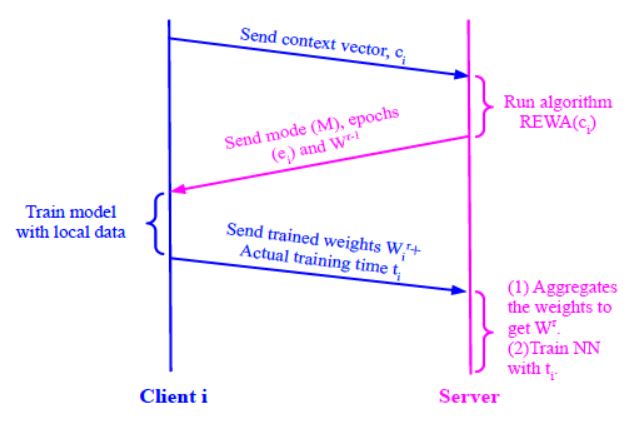 Send context vector, c_i
Run algorithm
REWA(c_i)
Send mode (M), epochs
(e_i) and W^{r-1}
Train model
with local data
Send trained weights W_i^r+
Actual training time t_i
(1) Aggregates
the weights to
get W^r.
(2)Train NN
with t_i.
Client i
Server